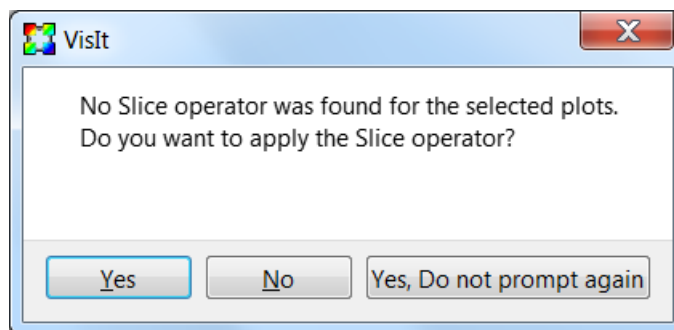 VisIt
No Slice operator was found for the selected plots.
Do you want to apply the Slice operator?
Yes
No
Yes, Do not prompt again